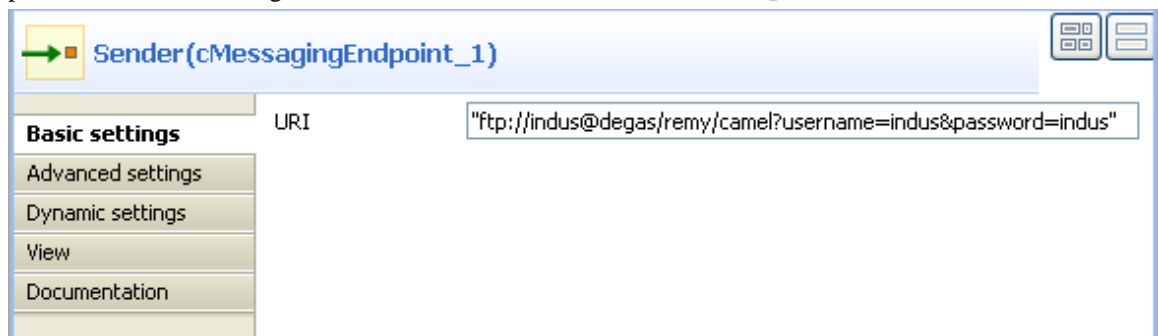 Sender(cMessagingEndpoint_1)
Basic settings
URI
"ftp://indus@degas/remy/camel?username=indus&password=indus"
Advanced settings
Dynamic settings
View
Documentation